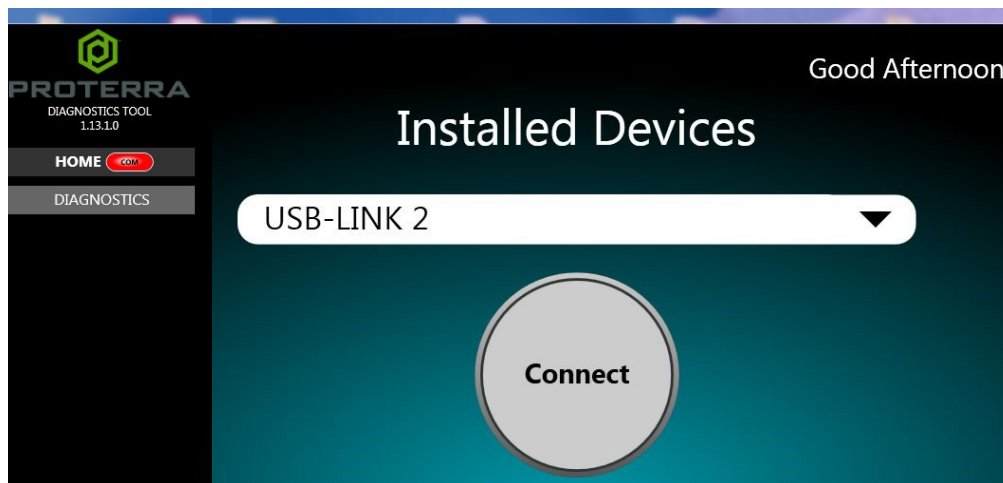 PROTERRA
DIAGNOSTICS TOOL
1.13.1.0
HOME COM
DIAGNOSTICS
Good Afternoon
Installed Devices
USB-LINK 2
Connect